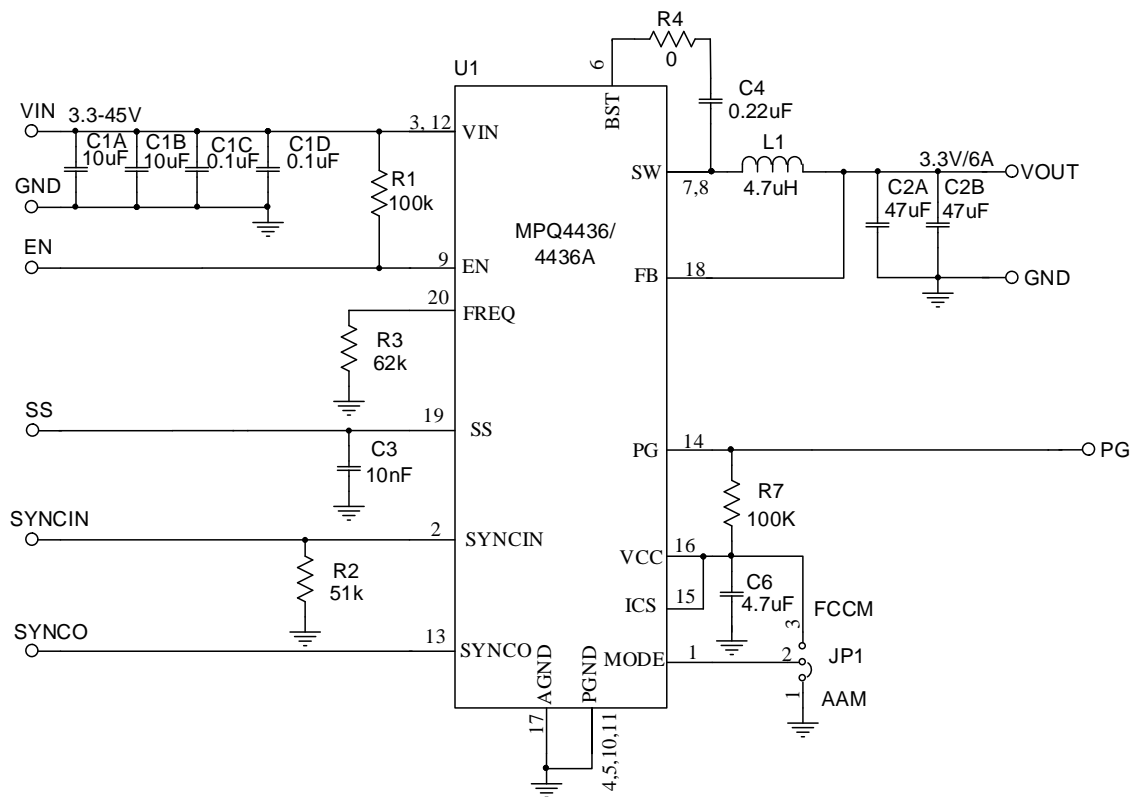 R4
0
6
BST
C4
0.22uF
U1
VIN
3.3-45V
3, 12
VIN
C1A
10uF
C1B
10uF
C1C
0.1uF
C1D
0.1uF
GND
R1
100k
EN
9
EN
SW
7,8
L1
4.7uH
3.3V/6A
VOUT
C2A
47uF
C2B
47uF
GND
MPQ4436/
4436A
FB
18
20
FREQ
R3
62k
SS
19
SS
C3
10nF
PG
14
PG
R7
100K
SYNCIN
2
SYNCIN
R2
51k
VCC
16
ICS
15
C6
4.7uF
FCCM
3
SYNCO
13
SYNCO
MODE
1
2
JP1
1
AAM
AGND
PGND
17
4,5,10,11